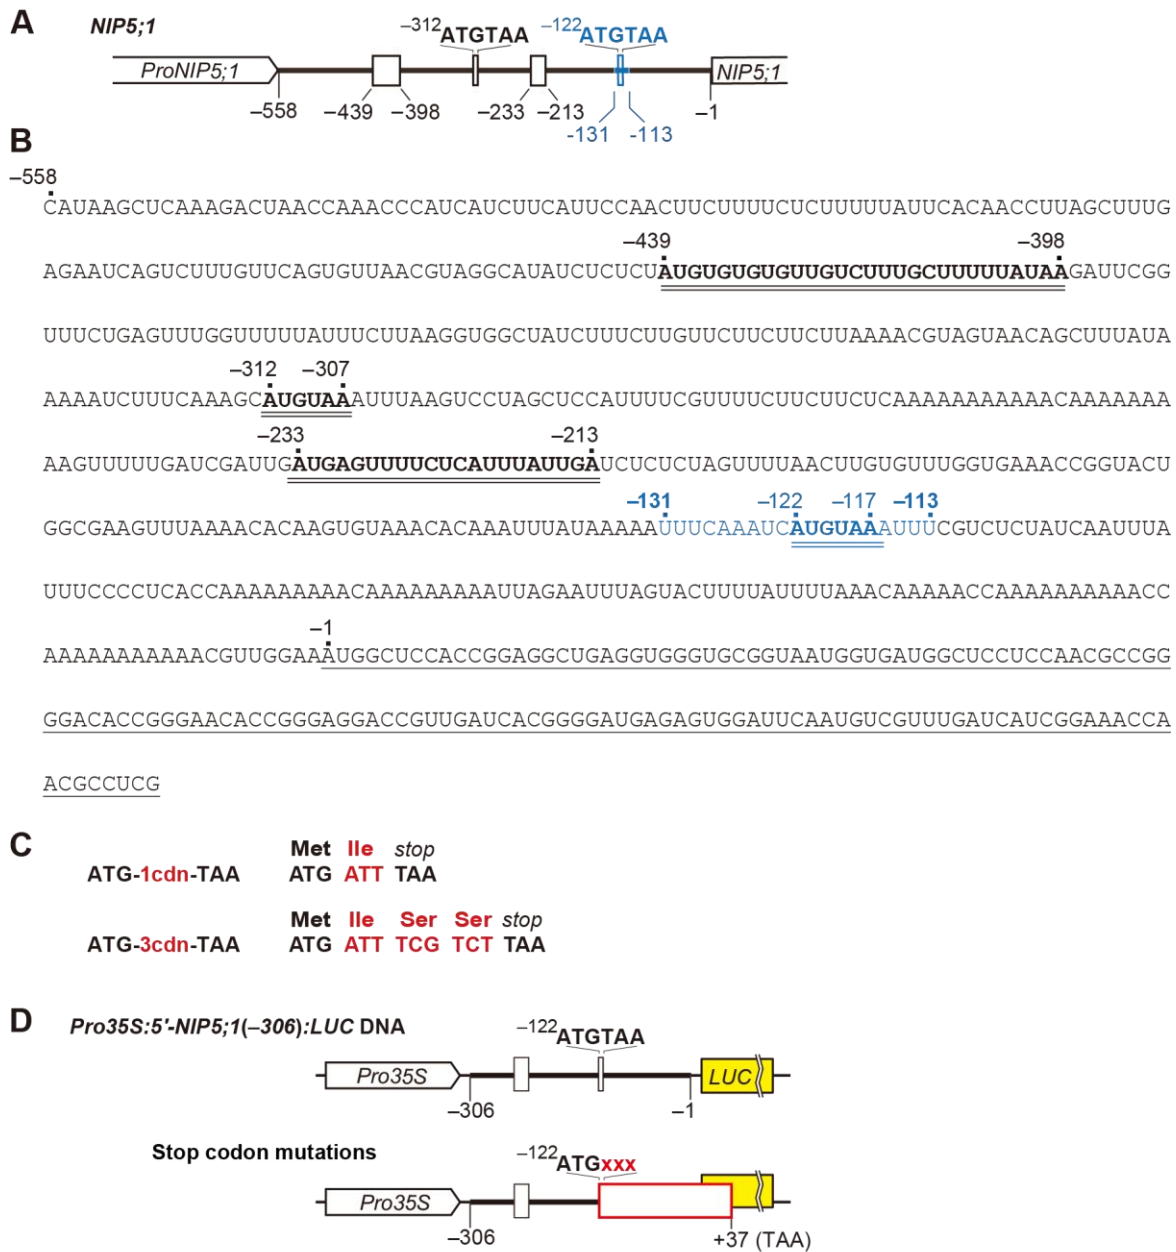 A NIP5;1 –312ATGTAA –122ATGTAA
ProNIP5;1 NIP5;1
–558 –439 –398 –233 –213 –1
-131 -113
B
–558
CAUAAGCUCAAAGACUAACCAAACCCAUCAUCUUCAUUCCAACUUCUUUUCUCUUUUUAUUCACAACCUUAGCUUUG
–439 –398
AGAAUCAGUCUUUGUUCAGUGUUAACGUAGGCAUAUCUCUCUAUGUGUGUGUUGUCUUUGCUUUUUAUAAGAUUCGG
UUUCUGAGUUUGGUUUUUUAUUUCUUAAGGUGGCUAUCUUUCUUGUUCUUCUUCUUAAAACGUAGUAACAGCUUUAUA
–312 –307
AAAAUCUUUCAAAGCAUGUAAAUUUAAGUCCUAGCUCCAUUUUCGUUUUCUUCUUCUCAAAAAAAAAAACAAAAAAA
–233 –213
AAGUUUUUGAUCGAUUGAUGAGUUUUCUCAUUUAUUGAUCUCUCUAGUUUUAACUUGUGUUUGGUGAAACCGGUACU
–131 –122 –117 –113
GGCGAAGUUUAAAACACAAGUGUAAACACAAAUUUAUAAAAAUUUCAAAUCAUGUAAAUUUCGUCUCUAUCAAUUUA
UUUCCCCUCACCAAAAAAAAAACAAAAAAAAAUUAGAAUUUAGUACUUUUAUUUUAAACAAAAACCAAAAAAAAAACC
–1
AAAAAAAAAAACGUUGGAAAUGGCUCCACCGGAGGCUGAGGUGGGUGCGGUAAUGGUGAUGGCUCCUCCAACGCCGG
GGACACCGGGAACACCGGGAGGACCGUUGAUCACGGGGAUGAGAGUGGAUUCAAUGUCGUUUGAUCAUCGGAAACCA
ACGCCUCG
C
Met Ile stop
ATG-1cdn-TAA ATG ATT TAA
Met Ile Ser Ser stop
ATG-3cdn-TAA ATG ATT TCG TCT TAA
D Pro35S:5'-NIP5;1(–306):LUC DNA
–122ATGTAA
Pro35S LUC
–306 –1
Stop codon mutations
–122ATGxxx
Pro35S
–306 +37 (TAA)